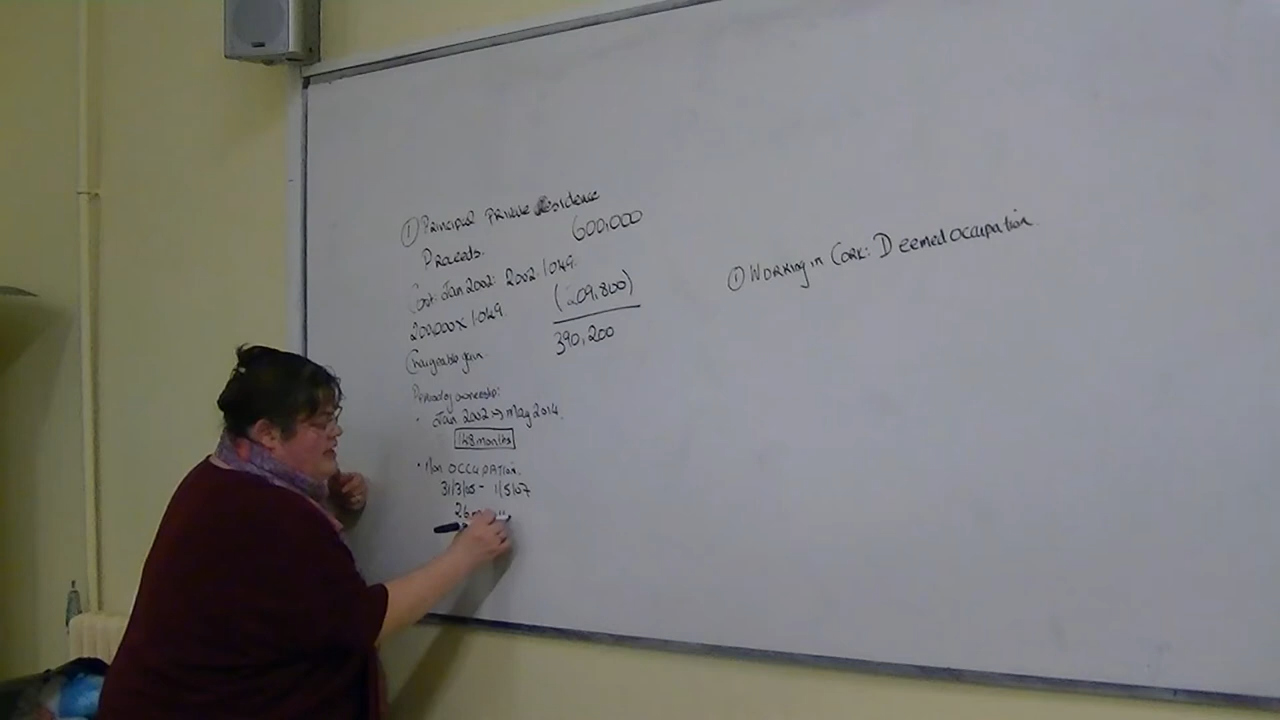 ① Principal Private Residence
Proceeds. 600,000
Cost: Jan 2002: 2002 1.049. (209,800)
200,000 x 1.049.
Chargeable gain. 390,200
Period of ownership:
· Jan 2002 => May 2014.
148 months
· Non Occupation.
31/3/05 - 1/5/07
26
① Working in Cork: Deemed Occupation